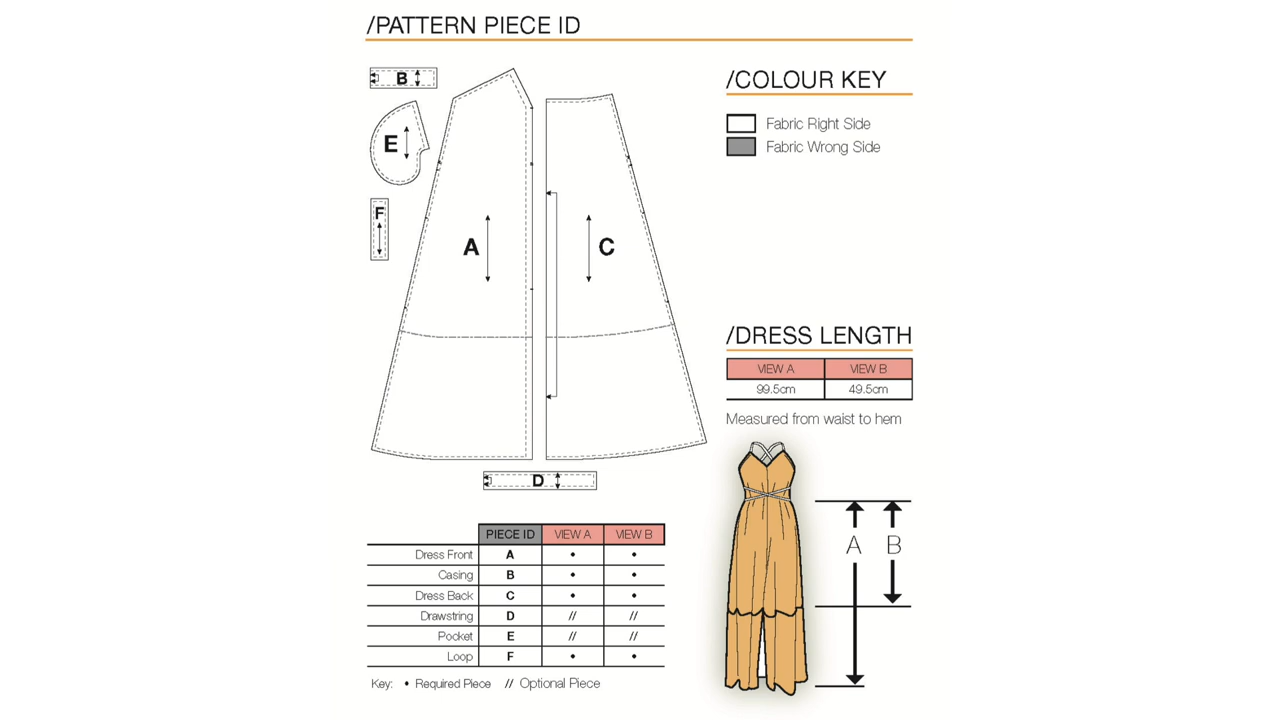 /PATTERN PIECE ID
B
E
F
A
C
D
/COLOUR KEY
Fabric Right Side
Fabric Wrong Side
/DRESS LENGTH
VIEW A VIEW B
99.5cm 49.5cm
Measured from waist to hem
A B
PIECE ID VIEW A VIEW B
Dress Front A • •
Casing B • •
Dress Back C • •
Drawstring D // //
Pocket E // //
Loop F • •
Key: • Required Piece // Optional Piece